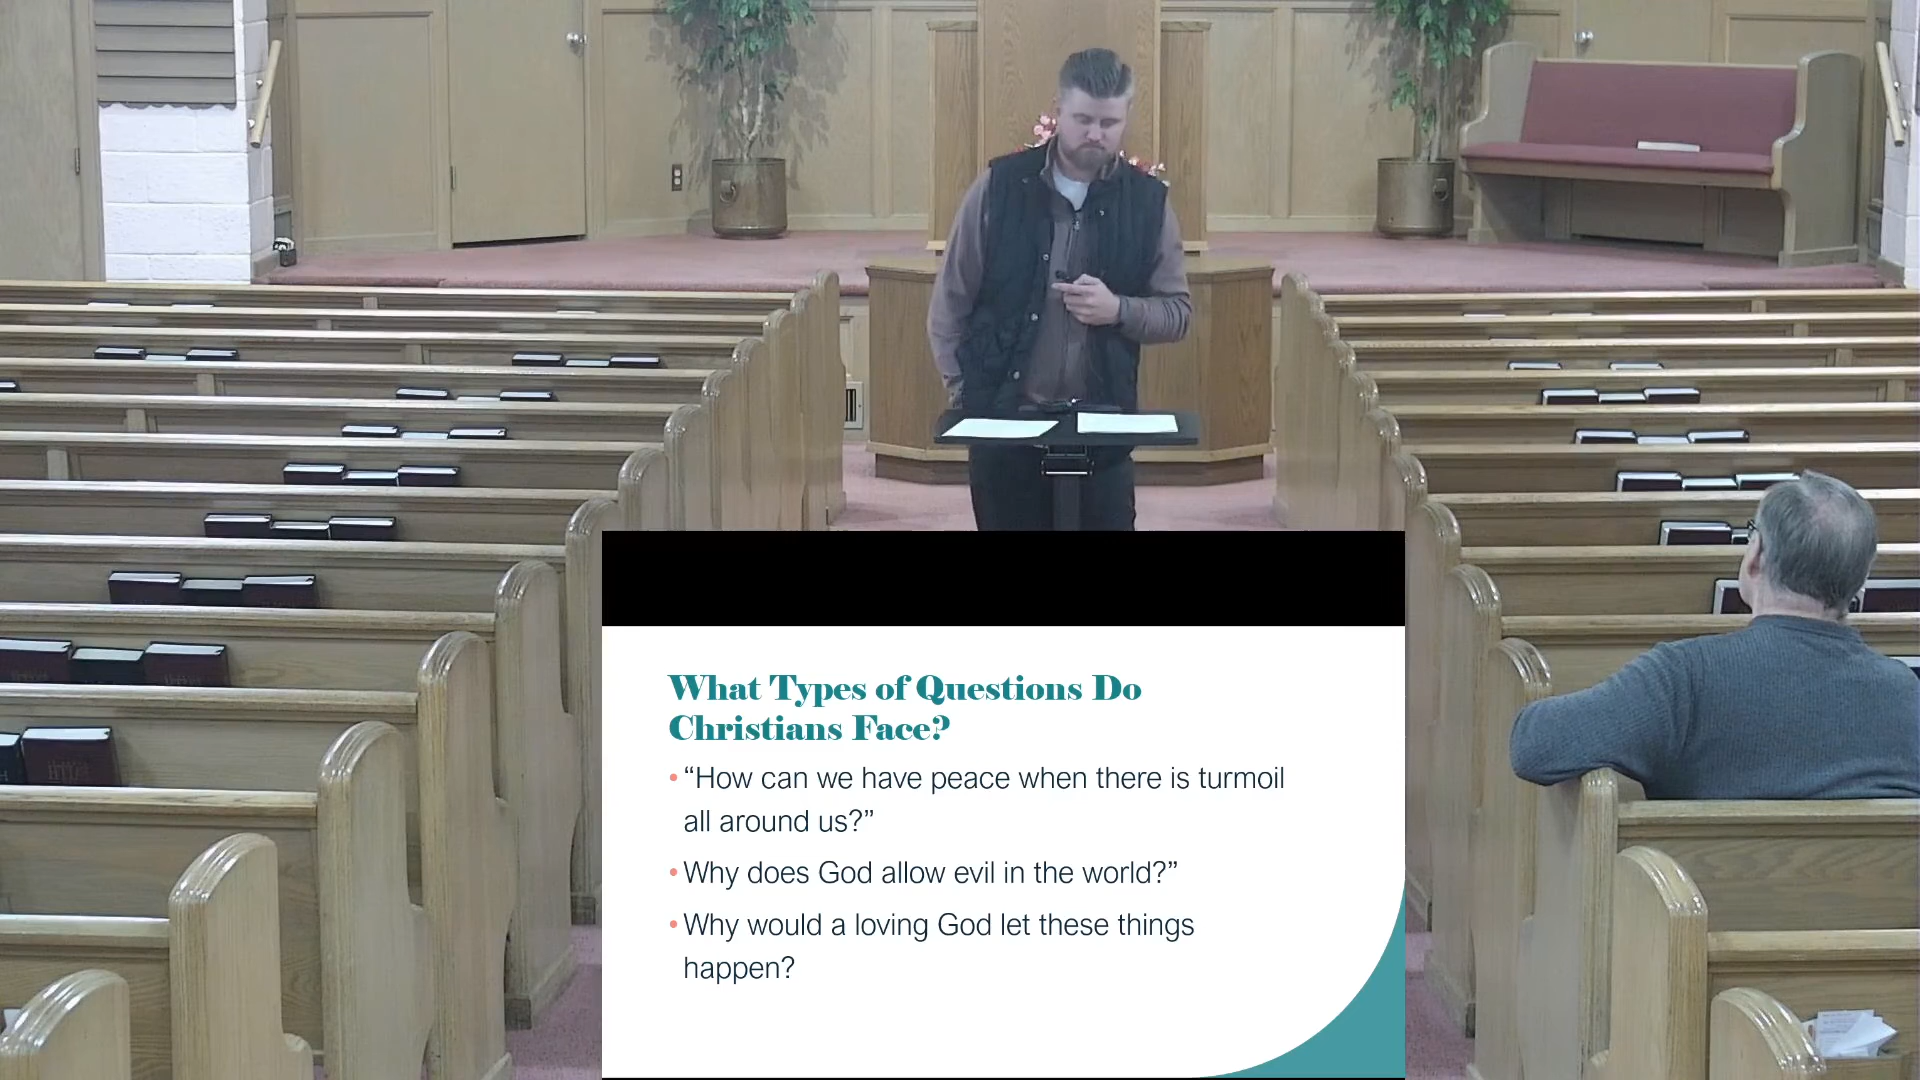 What Types of Questions Do
Christians Face?
• “How can we have peace when there is turmoil
all around us?”
• Why does God allow evil in the world?”
• Why would a loving God let these things
happen?